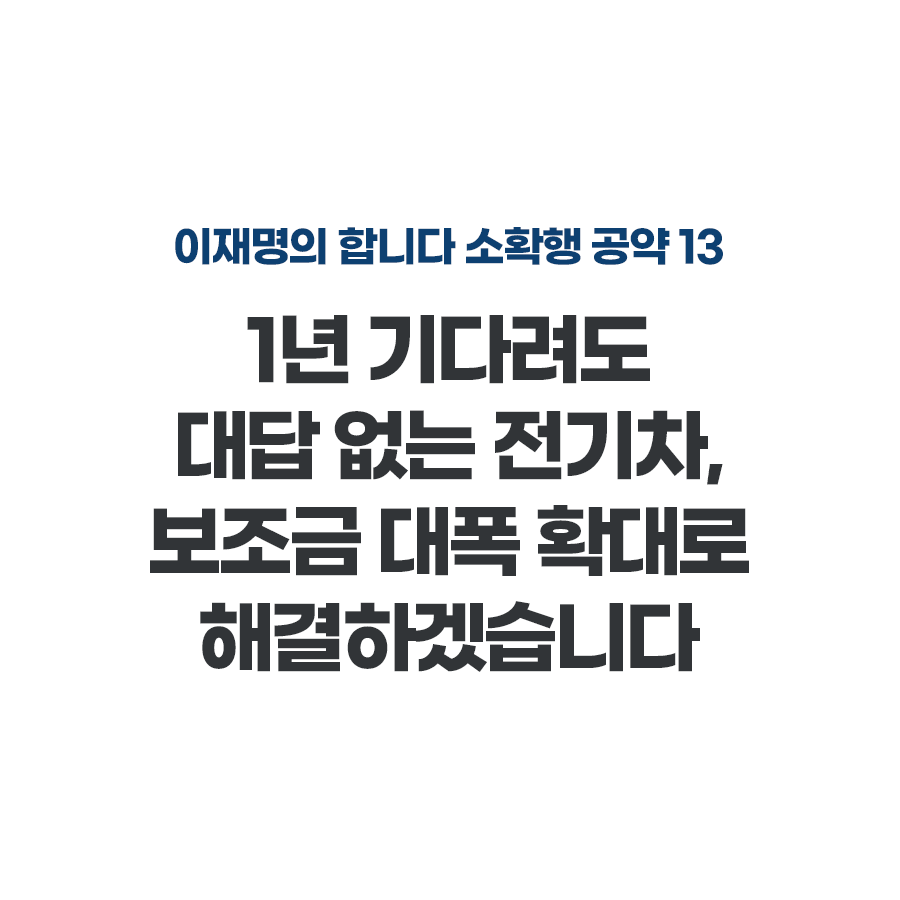 이재명의 합니다 소확행 공약 13
1년 기다려도
대답 없는 전기차,
보조금 대폭 확대로
해결하겠습니다